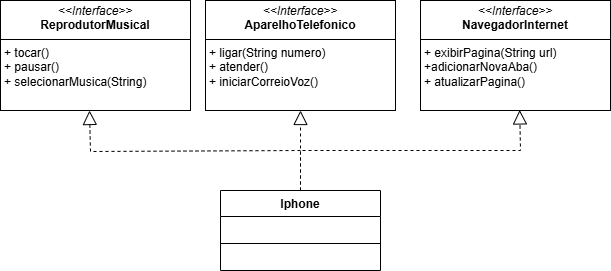 <<Interface>>
ReprodutorMusical
+ tocar()
+ pausar()
+ selecionarMusica(String)
<<Interface>>
AparelhoTelefonico
+ ligar(String numero)
+ atender()
+ iniciarCorreioVoz()
<<Interface>>
NavegadorInternet
+ exibirPagina(String url)
+adicionarNovaAba()
+ atualizarPagina()
Iphone